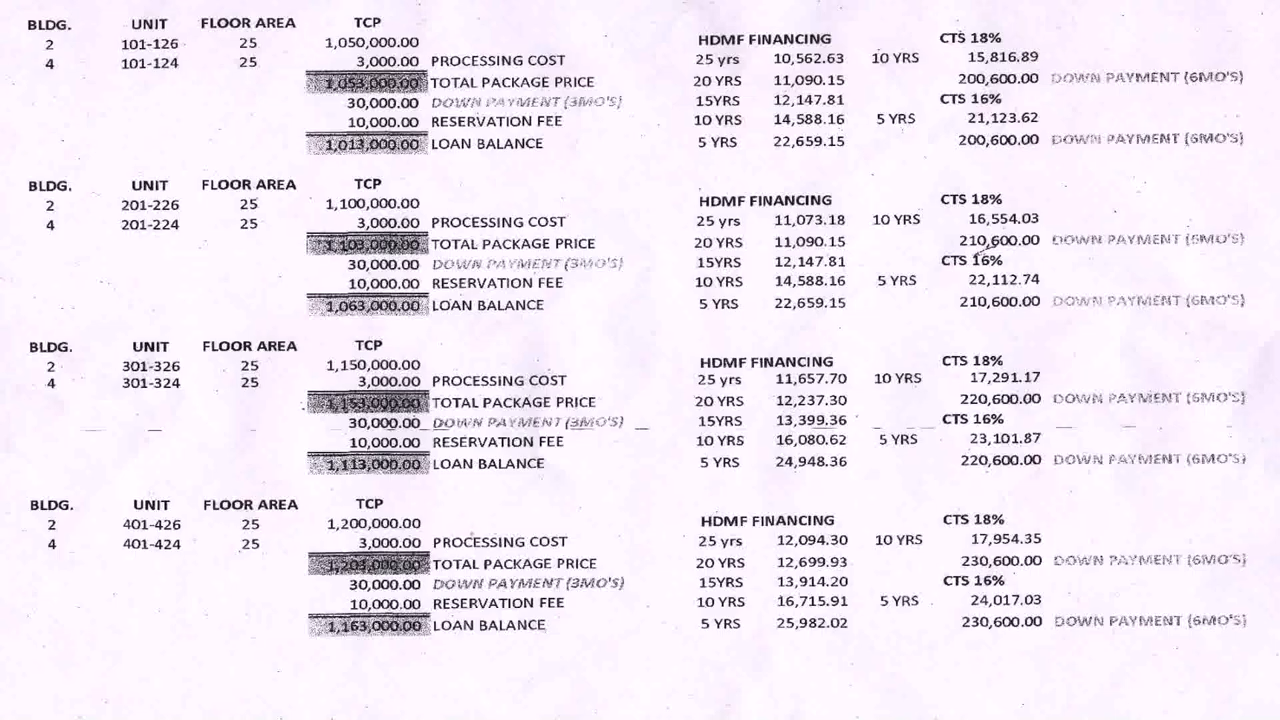 BLDG. UNIT FLOOR AREA TCP HDMF FINANCING CTS 18%
2 101-126 25 1,050,000.00 25 yrs 10,562.63 10 YRS 15,816.89
4 101-124 25 3,000.00 PROCESSING COST 20 YRS 11,090.15 200,600.00 DOWN PAYMENT (6MO'S)
1,053,000.00 TOTAL PACKAGE PRICE 15YRS 12,147.81 CTS 16%
30,000.00 DOWN PAYMENT (3MO'S) 10 YRS 14,588.16 5 YRS 21,123.62
10,000.00 RESERVATION FEE 5 YRS 22,659.15 200,600.00 DOWN PAYMENT (6MO'S)
1,013,000.00 LOAN BALANCE
BLDG. UNIT FLOOR AREA TCP HDMF FINANCING CTS 18%
2 201-226 25 1,100,000.00 25 yrs 11,073.18 10 YRS 16,554.03
4 201-224 25 3,000.00 PROCESSING COST 20 YRS 11,090.15 210,600.00 DOWN PAYMENT (6MO'S)
1,103,000.00 TOTAL PACKAGE PRICE 15YRS 12,147.81 CTS 16%
30,000.00 DOWN PAYMENT (3MO'S) 10 YRS 14,588.16 5 YRS 22,112.74
10,000.00 RESERVATION FEE 5 YRS 22,659.15 210,600.00 DOWN PAYMENT (6MO'S)
1,063,000.00 LOAN BALANCE
BLDG. UNIT FLOOR AREA TCP HDMF FINANCING CTS 18%
2 301-326 25 1,150,000.00 25 yrs 11,657.70 10 YRS 17,291.17
4 301-324 25 3,000.00 PROCESSING COST 20 YRS 12,237.30 220,600.00 DOWN PAYMENT (6MO'S)
1,153,000.00 TOTAL PACKAGE PRICE 15YRS 13,399.36 CTS 16%
30,000.00 DOWN PAYMENT (3MO'S) 10 YRS 16,080.62 5 YRS 23,101.87
10,000.00 RESERVATION FEE 5 YRS 24,948.36 220,600.00 DOWN PAYMENT (6MO'S)
1,113,000.00 LOAN BALANCE
BLDG. UNIT FLOOR AREA TCP HDMF FINANCING CTS 18%
2 401-426 25 1,200,000.00 25 yrs 12,094.30 10 YRS 17,954.35
4 401-424 25 3,000.00 PROCESSING COST 20 YRS 12,699.93 230,600.00 DOWN PAYMENT (6MO'S)
1,203,000.00 TOTAL PACKAGE PRICE 15YRS 13,914.20 CTS 16%
30,000.00 DOWN PAYMENT (3MO'S) 10 YRS 16,715.91 5 YRS 24,017.03
10,000.00 RESERVATION FEE 5 YRS 25,982.02 230,600.00 DOWN PAYMENT (6MO'S)
1,163,000.00 LOAN BALANCE